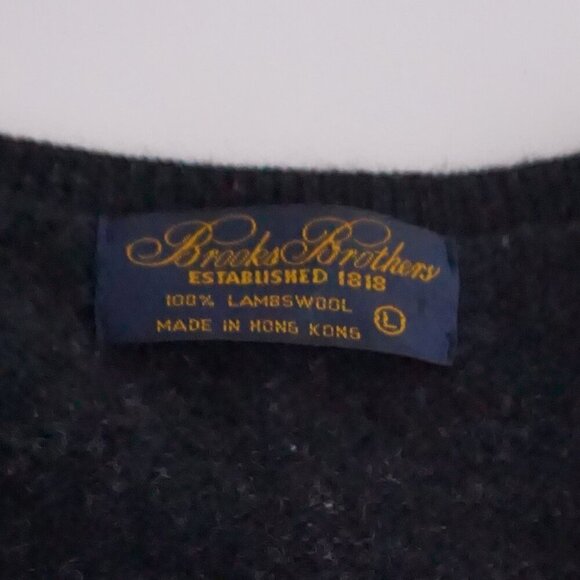 Brooks Brothers
ESTABLISHED 1818
100% LAMBSWOOL
MADE IN HONG KONG
L